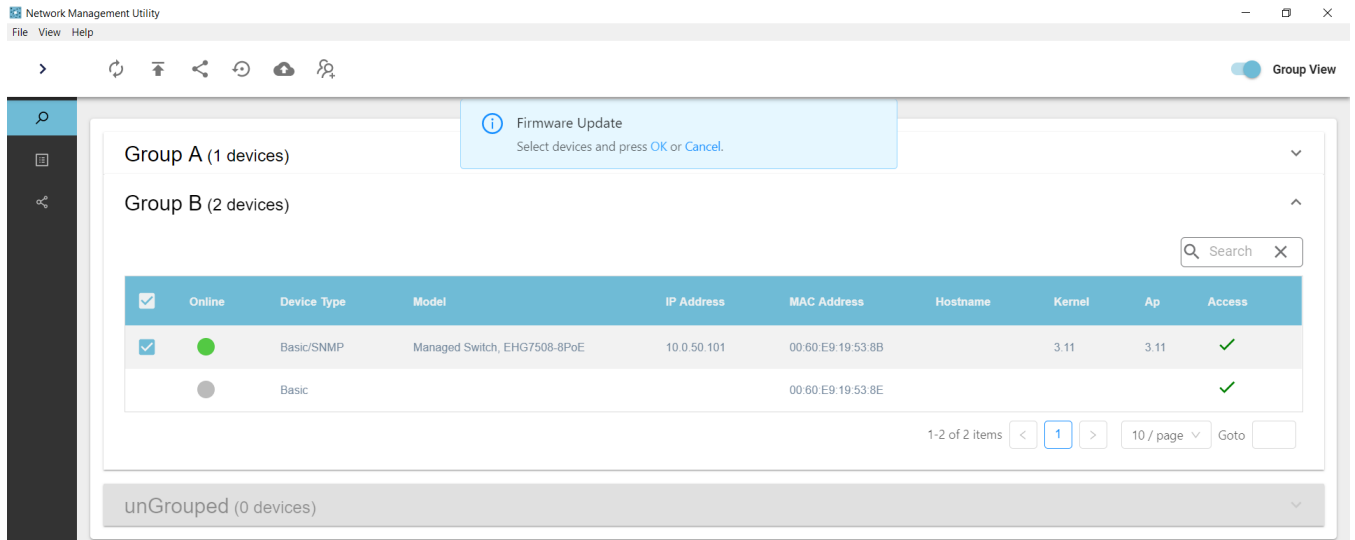 Network Management Utility
File View Help
Group View
Firmware Update
Select devices and press OK or Cancel.
Group A (1 devices)
Group B (2 devices)
Search
Online Device Type Model IP Address MAC Address Hostname Kernel Ap Access
Basic/SNMP Managed Switch, EHG7508-8PoE 10.0.50.101 00:60:E9:19:53:8B 3.11 3.11
Basic 00:60:E9:19:53:8E
1-2 of 2 items < 1 > 10 / page Goto
unGrouped (0 devices)